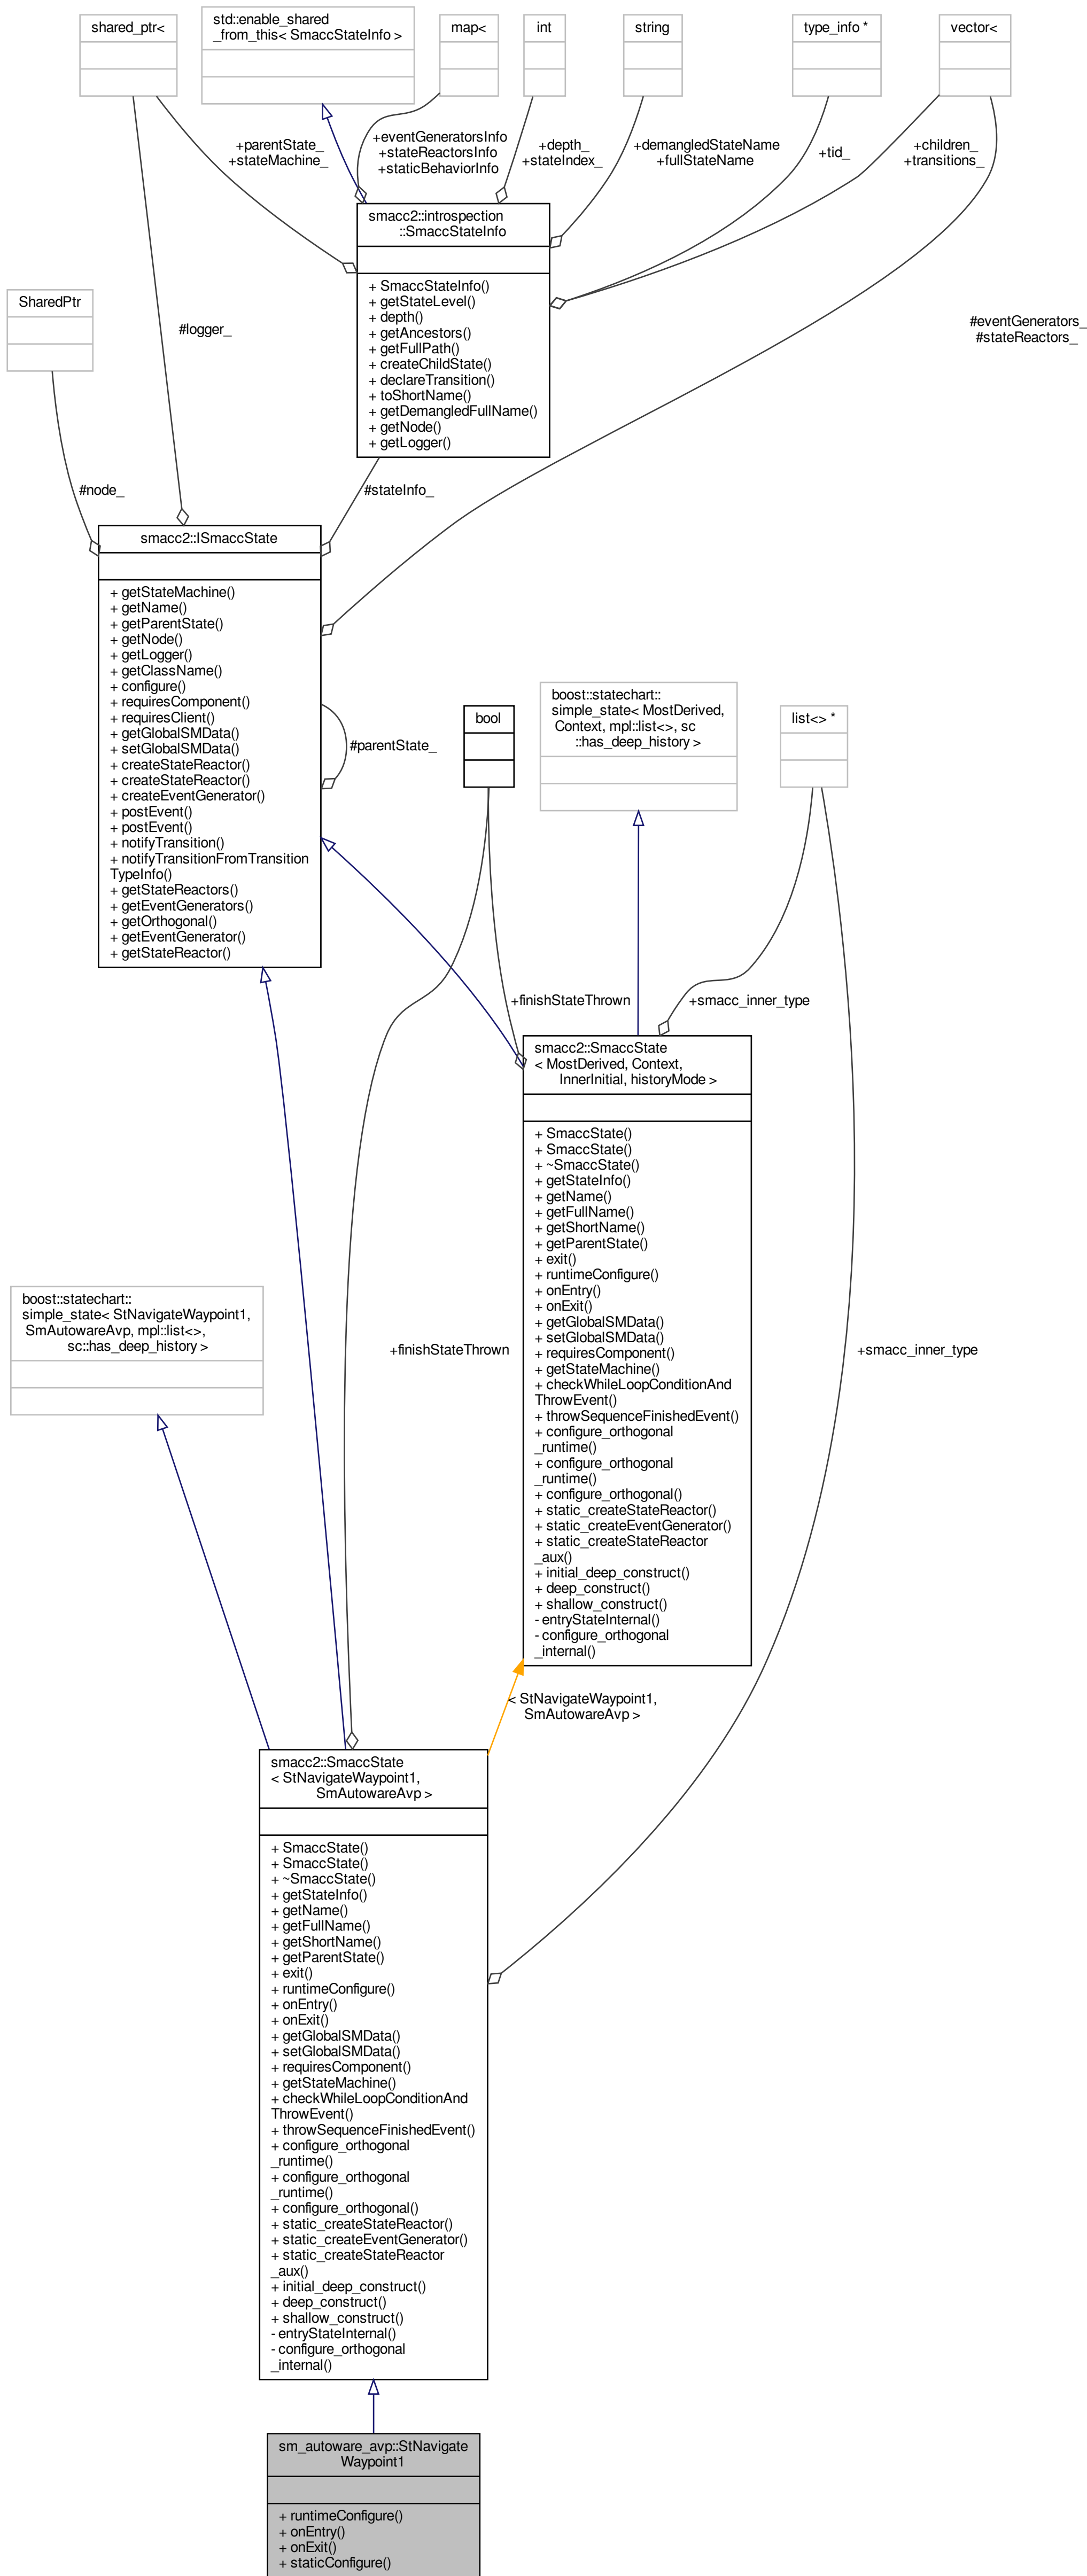 shared_ptr<
std::enable_shared
_from_this< SmaccStateInfo >
map<
int
string
type_info *
vector<
+parentState_
+stateMachine_
+eventGeneratorsInfo
+stateReactorsInfo
+staticBehaviorInfo
+depth_
+stateIndex_
+demangledStateName
+fullStateName
+tid_
+children_
+transitions_
smacc2::introspection
::SmaccStateInfo
+ SmaccStateInfo()
+ getStateLevel()
+ depth()
+ getAncestors()
+ getFullPath()
+ createChildState()
+ declareTransition()
+ toShortName()
+ getDemangledFullName()
+ getNode()
+ getLogger()
SharedPtr
#logger_
#eventGenerators_
#stateReactors_
#node_
#stateInfo_
smacc2::ISmaccState
+ getStateMachine()
+ getName()
+ getParentState()
+ getNode()
+ getLogger()
+ getClassName()
+ configure()
+ requiresComponent()
+ requiresClient()
+ getGlobalSMData()
+ setGlobalSMData()
+ createStateReactor()
+ createStateReactor()
+ createEventGenerator()
+ postEvent()
+ postEvent()
+ notifyTransition()
+ notifyTransitionFromTransition
TypeInfo()
+ getStateReactors()
+ getEventGenerators()
+ getOrthogonal()
+ getEventGenerator()
+ getStateReactor()
#parentState_
bool
boost::statechart::
simple_state< MostDerived,
Context, mpl::list<>, sc
::has_deep_history >
list<> *
+finishStateThrown
+smacc_inner_type
smacc2::SmaccState
< MostDerived, Context,
InnerInitial, historyMode >
+ SmaccState()
+ SmaccState()
+ ~SmaccState()
+ getStateInfo()
+ getName()
+ getFullName()
+ getShortName()
+ getParentState()
+ exit()
+ runtimeConfigure()
+ onEntry()
+ onExit()
+ getGlobalSMData()
+ setGlobalSMData()
+ requiresComponent()
+ getStateMachine()
+ checkWhileLoopConditionAnd
ThrowEvent()
+ throwSequenceFinishedEvent()
+ configure_orthogonal
_runtime()
+ configure_orthogonal
_runtime()
+ configure_orthogonal()
+ static_createStateReactor()
+ static_createEventGenerator()
+ static_createStateReactor
_aux()
+ initial_deep_construct()
+ deep_construct()
+ shallow_construct()
- entryStateInternal()
- configure_orthogonal
_internal()
boost::statechart::
simple_state< StNavigateWaypoint1,
SmAutowareAvp, mpl::list<>,
sc::has_deep_history >
+finishStateThrown
+smacc_inner_type
< StNavigateWaypoint1,
SmAutowareAvp >
smacc2::SmaccState
< StNavigateWaypoint1,
SmAutowareAvp >
+ SmaccState()
+ SmaccState()
+ ~SmaccState()
+ getStateInfo()
+ getName()
+ getFullName()
+ getShortName()
+ getParentState()
+ exit()
+ runtimeConfigure()
+ onEntry()
+ onExit()
+ getGlobalSMData()
+ setGlobalSMData()
+ requiresComponent()
+ getStateMachine()
+ checkWhileLoopConditionAnd
ThrowEvent()
+ throwSequenceFinishedEvent()
+ configure_orthogonal
_runtime()
+ configure_orthogonal
_runtime()
+ configure_orthogonal()
+ static_createStateReactor()
+ static_createEventGenerator()
+ static_createStateReactor
_aux()
+ initial_deep_construct()
+ deep_construct()
+ shallow_construct()
- entryStateInternal()
- configure_orthogonal
_internal()
sm_autoware_avp::StNavigate
Waypoint1
+ runtimeConfigure()
+ onEntry()
+ onExit()
+ staticConfigure()